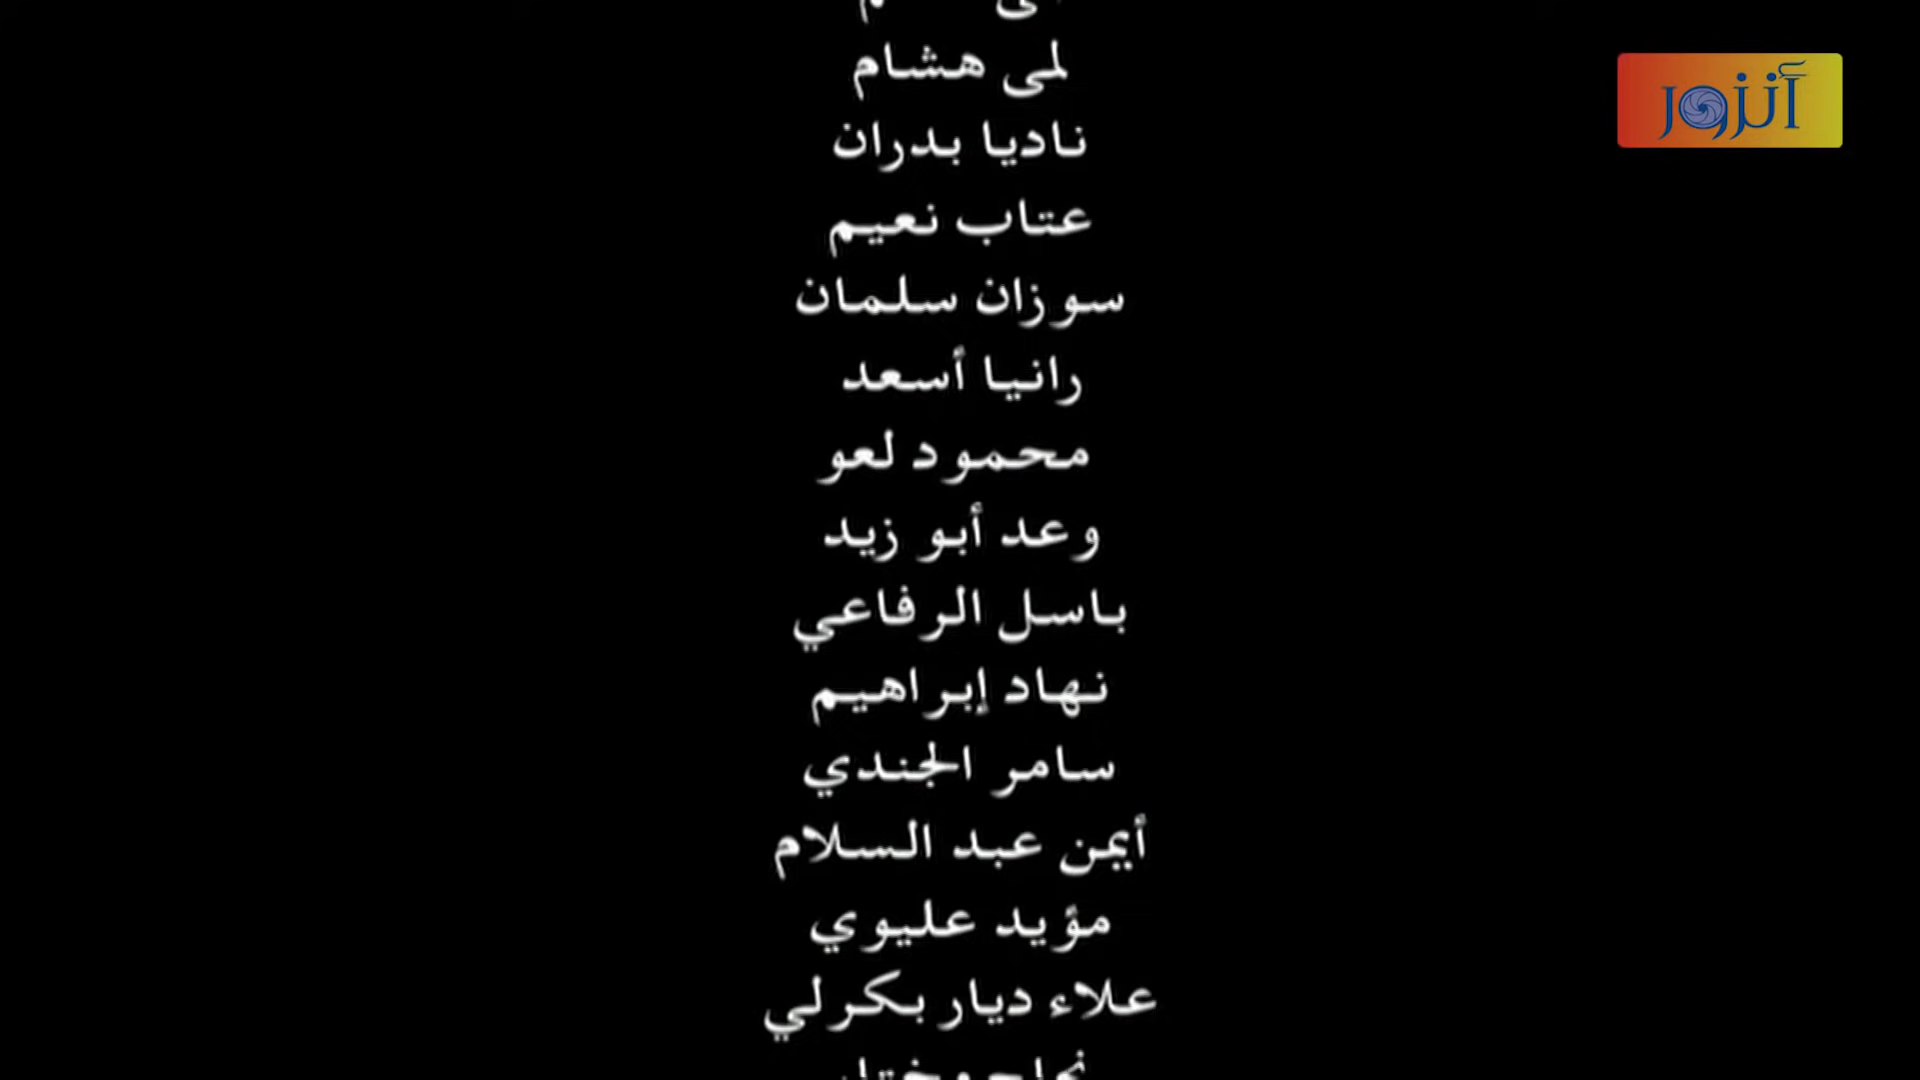 لمى هشام
ناديا بدران
عتاب نعيم
سوزان سلمان
رانيا أسعد
محمود لعو
وعد أبو زيد
باسل الرفاعي
نهاد إبراهيم
سامر الجندي
أيمن عبد السلام
مؤيد عليوي
علاء ديار بكرلي
أنزور